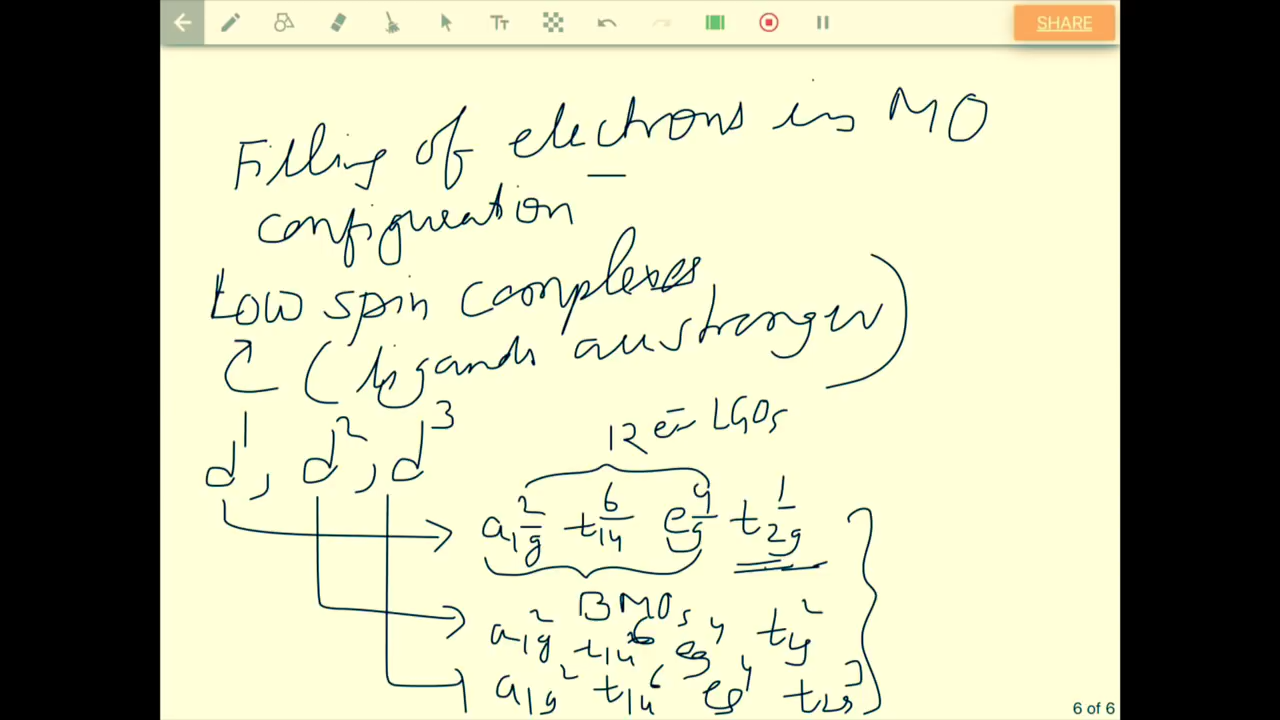 SHARE
Filling of electrons in MO
configuration
Low spin complexes
(ligands are stronger)
d¹, d², d³
12 e⁻ LGOs
a₁g² t₁u⁶ eg⁴ t₂g¹
BMOs
a₁g² t₁u⁶ eg⁴ t₂g²
a₁g² t₁u⁶ eg⁴ t₂g³
6 of 6